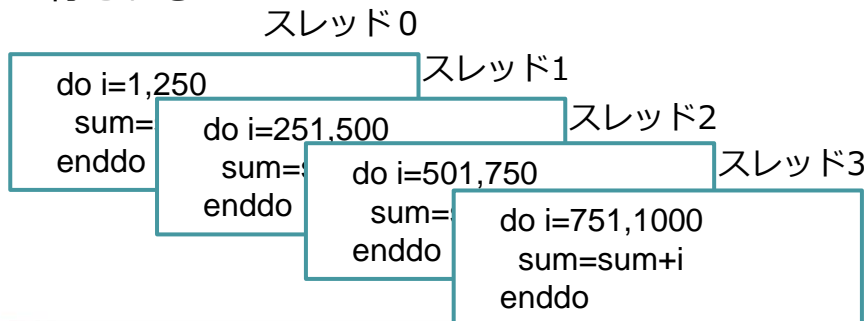 スレッド0
スレッド1
do i=1,250
sum=
enddo
スレッド2
do i=251,500
sum=
enddo
スレッド3
do i=501,750
sum=
enddo
do i=751,1000
sum=sum+i
enddo